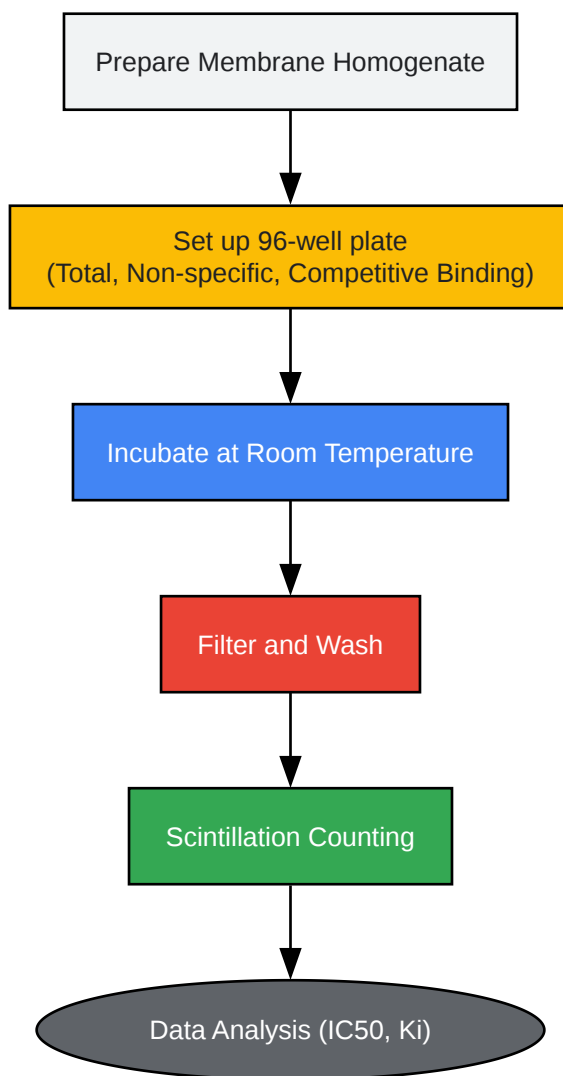 Prepare Membrane Homogenate
Set up 96-well plate
(Total, Non-specific, Competitive Binding)
Incubate at Room Temperature
Filter and Wash
Scintillation Counting
Data Analysis (IC50, Ki)